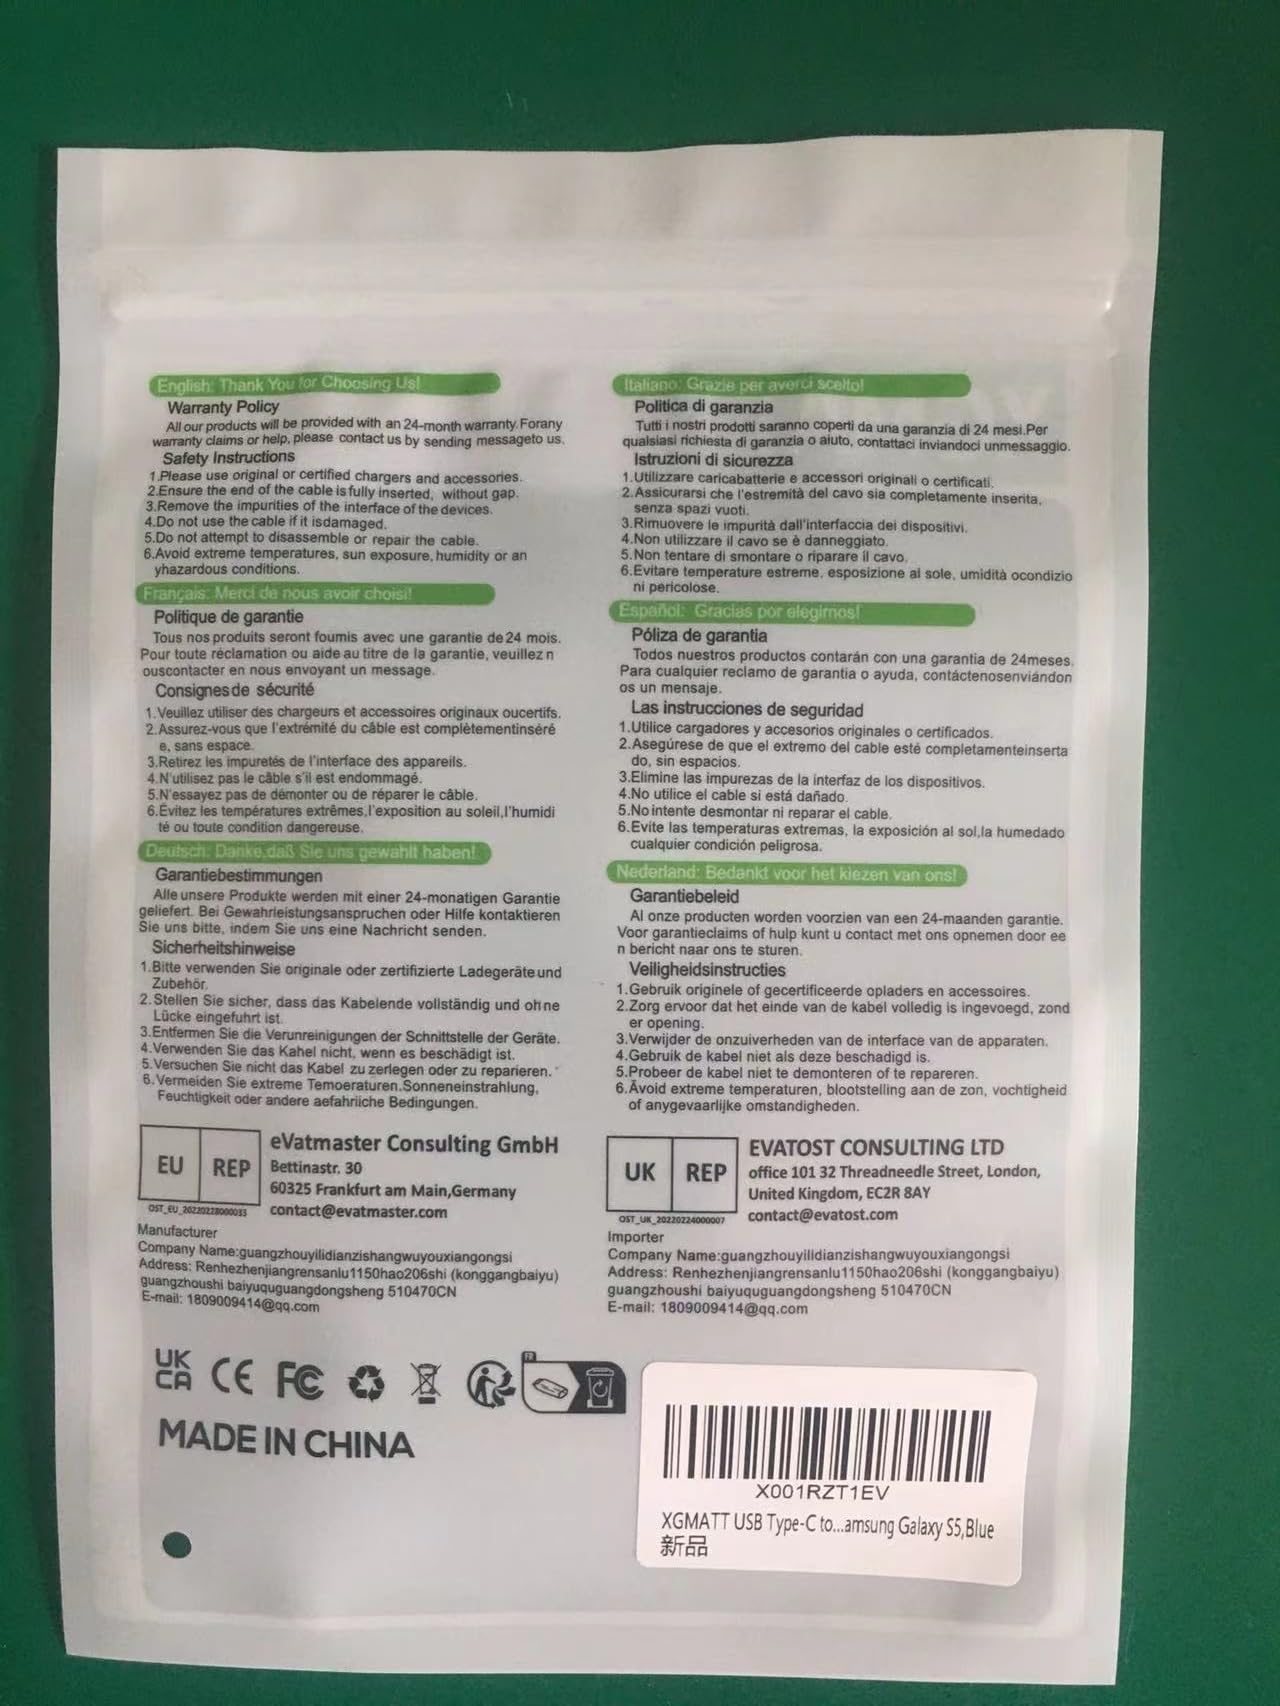 English: Thank You for Choosing Us!
Warranty Policy
All our products will be provided with an 24-month warranty.Forany
warranty claims or help, please contact us by sending messageto us.
Safety Instructions
1.Please use original or certified chargers and accessories.
2.Ensure the end of the cable is fully inserted, without gap.
3.Remove the impurities of the interface of the devices.
4.Do not use the cable if it isdamaged.
5.Do not attempt to disassemble or repair the cable.
6.Avoid extreme temperatures, sun exposure, humidity or an
yhazardous conditions.
Français: Merci de nous avoir choisi!
Politique de garantie
Tous nos produits seront foumis avec une garantie de 24 mois.
Pour toute réclamation ou aide au titre de la garantie, veuillez n
ouscontacter en nous envoyant un message.
Consignes de sécurité
1.Veuillez utiliser des chargeurs et accessoires originaux oucertifs.
2.Assurez-vous que l'extrémité du câble est complètementinséré
e, sans espace.
3.Retirez les impuretés de l'interface des appareils.
4.N'utilisez pas le câble s'il est endommagé.
5.N'essayez pas de démonter ou de réparer le câble.
6.Évitez les températures extrêmes,l'exposition au soleil,l'humidi
té ou toute condition dangereuse.
Deutsch: Danke,daß Sie uns gewahlt haben!
Garantiebestimmungen
Alle unsere Produkte werden mit einer 24-monatigen Garantie
geliefert. Bei Gewahrleistungsanspruchen oder Hilfe kontaktieren
Sie uns bitte, indem Sie uns eine Nachricht senden.
Sicherheitshinweise
1.Bitte verwenden Sie originale oder zertifizierte Ladegeräte und
Zubehör.
2.Stellen Sie sicher, dass das Kabelende vollständig und ohne
Lücke eingefuhrt ist.
3.Entfermen Sie die Verunreinigungen der Schnittstelle der Geräte.
4.Verwenden Sie das Kahel nicht, wenn es beschädigt ist.
5.Versuchen Sie nicht das Kabel zu zerlegen oder zu reparieren.
6.Vermeiden Sie extreme Temoeraturen.Sonneneinstrahlung,
Feuchtigkeit oder andere aefahriiche Bedingungen.
EU REP
OST_EU_20220228000033
eVatmaster Consulting GmbH
Bettinastr. 30
60325 Frankfurt am Main,Germany
contact@evatmaster.com
Manufacturer
Company Name:guangzhouyilidianzishangwuyouxiangongsi
Address: Renhezhenjiangrensanlu1150hao206shi (konggangbaiyu)
guangzhoushi baiyuquguangdongsheng 510470CN
E-mail: 1809009414@qq.com
Italiano: Grazie per averci scelto!
Politica di garanzia
Tutti i nostri prodotti saranno coperti da una garanzia di 24 mesi.Per
qualsiasi richiesta di garanzia o aiuto, contattaci inviandoci unmessaggio.
Istruzioni di sicurezza
1.Utilizzare caricabatterie e accessori originali o certificati.
2.Assicurarsi che l'estremità del cavo sia completamente inserita,
senza spazi vuoti.
3.Rimuovere le impurità dall'interfaccia dei dispositivi.
4.Non utilizzare il cavo se è danneggiato.
5.Non tentare di smontare o riparare il cavo.
6.Evitare temperature estreme, esposizione al sole, umidità ocondizio
ni pericolose.
Español: Gracias por elegirnos!
Póliza de garantia
Todos nuestros productos contarán con una garantia de 24meses.
Para cualquier reclamo de garantia o ayuda, contáctenosenviándon
os un mensaje.
Las instrucciones de seguridad
1.Utilice cargadores y accesorios originales o certificados.
2.Asegúrese de que el extremo del cable esté completamenteinserta
do, sin espacios.
3.Elimine las impurezas de la interfaz de los dispositivos.
4.No utilice el cable si está dañado.
5.No intente desmontar ni reparar el cable.
6.Evite las temperaturas extremas, la exposición al sol,la humedado
cualquier condición peligrosa.
Nederland: Bedankt voor het kiezen van ons!
Garantiebeleid
Al onze producten worden voorzien van een 24-maanden garantie.
Voor garantieclaims of hulp kunt u contact met ons opnemen door ee
n bericht naar ons te sturen.
Veiligheidsinstructies
1.Gebruik originele of gecertificeerde opladers en accessoires.
2.Zorg ervoor dat het einde van de kabel volledig is ingevoegd, zond
er opening.
3.Verwijder de onzuiverheden van de interface van de apparaten.
4.Gebruik de kabel niet als deze beschadigd is.
5.Probeer de kabel niet te demonteren of te repareren.
6.Avoid extreme temperaturen, blootstelling aan de zon, vochtigheid
of anygevaarlijke omstandigheden.
UK REP
OST_UK_20220224000007
EVATOST CONSULTING LTD
office 101 32 Threadneedle Street, London,
United Kingdom, EC2R 8AY
contact@evatost.com
Importer
Company Name:guangzhouyilidianzishangwuyouxiangongsi
Address: Renhezhenjiangrensanlu1150hao206shi (konggangbaiyu)
guangzhoushi baiyuquguangdongsheng 510470CN
E-mail: 1809009414@qq.com
UK
CA CE FC
FR
MADE IN CHINA
X001RZT1EV
XGMATT USB Type-C to...amsung Galaxy S5,Blue
新品